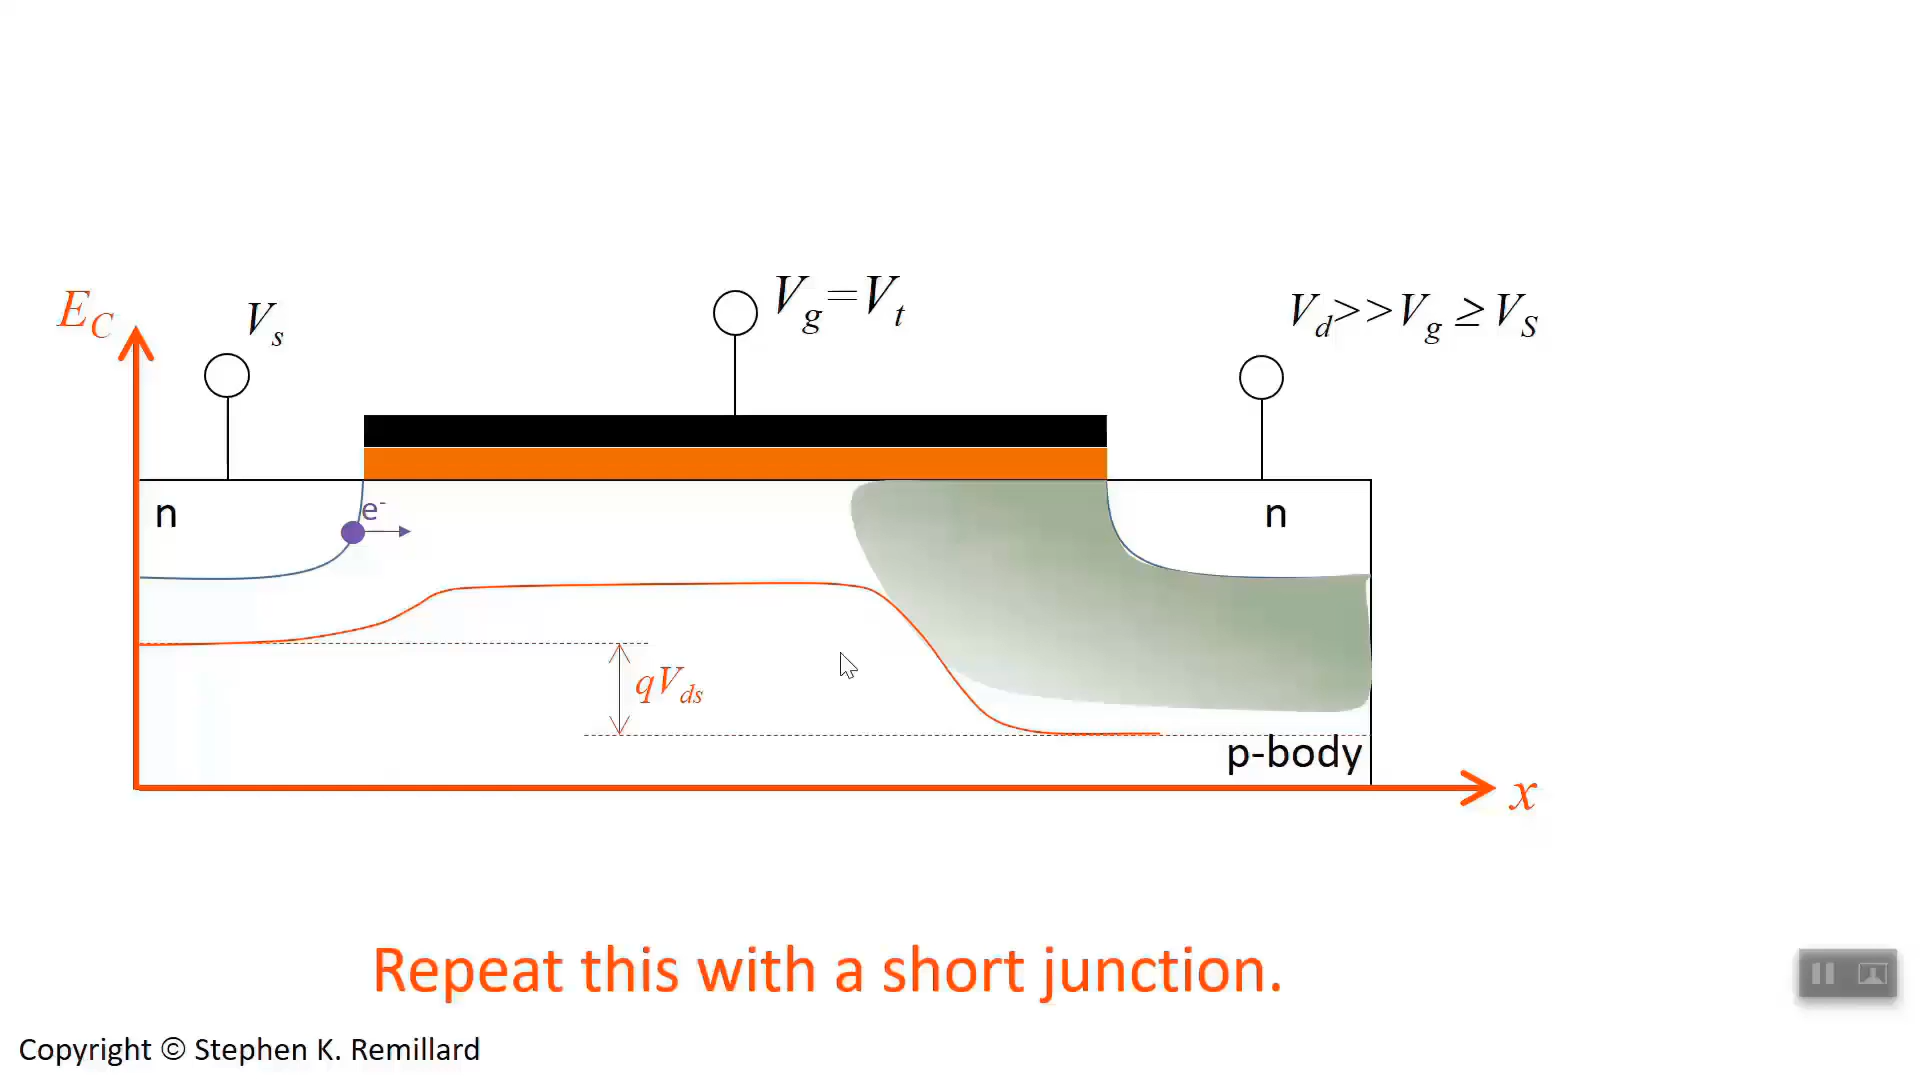 E_C
V_s
V_g=V_t
V_d>>V_g ≥ V_S
n
e⁻
n
qV_ds
p-body
x
Repeat this with a short junction.
Copyright © Stephen K. Remillard